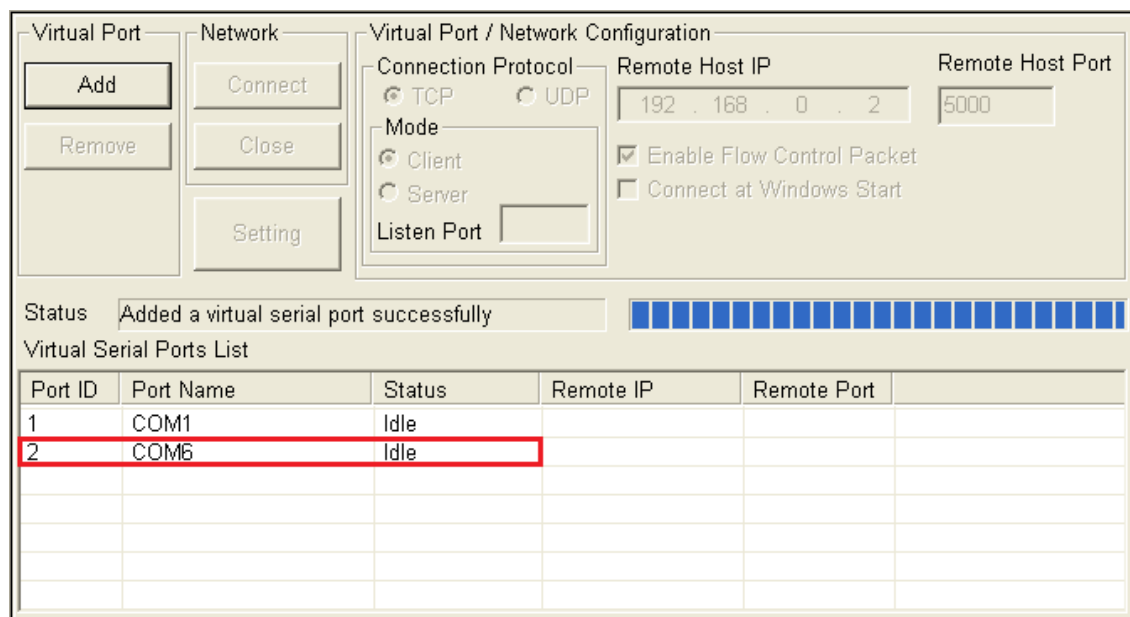 Virtual Port
Add
Remove
Network
Connect
Close
Setting
Virtual Port / Network Configuration
Connection Protocol
TCP UDP
Mode
Client
Server
Listen Port
Remote Host IP
192 . 168 . 0 . 2
Remote Host Port
5000
Enable Flow Control Packet
Connect at Windows Start
Status Added a virtual serial port successfully
Virtual Serial Ports List
Port ID Port Name Status Remote IP Remote Port
1 COM1 Idle
2 COM6 Idle